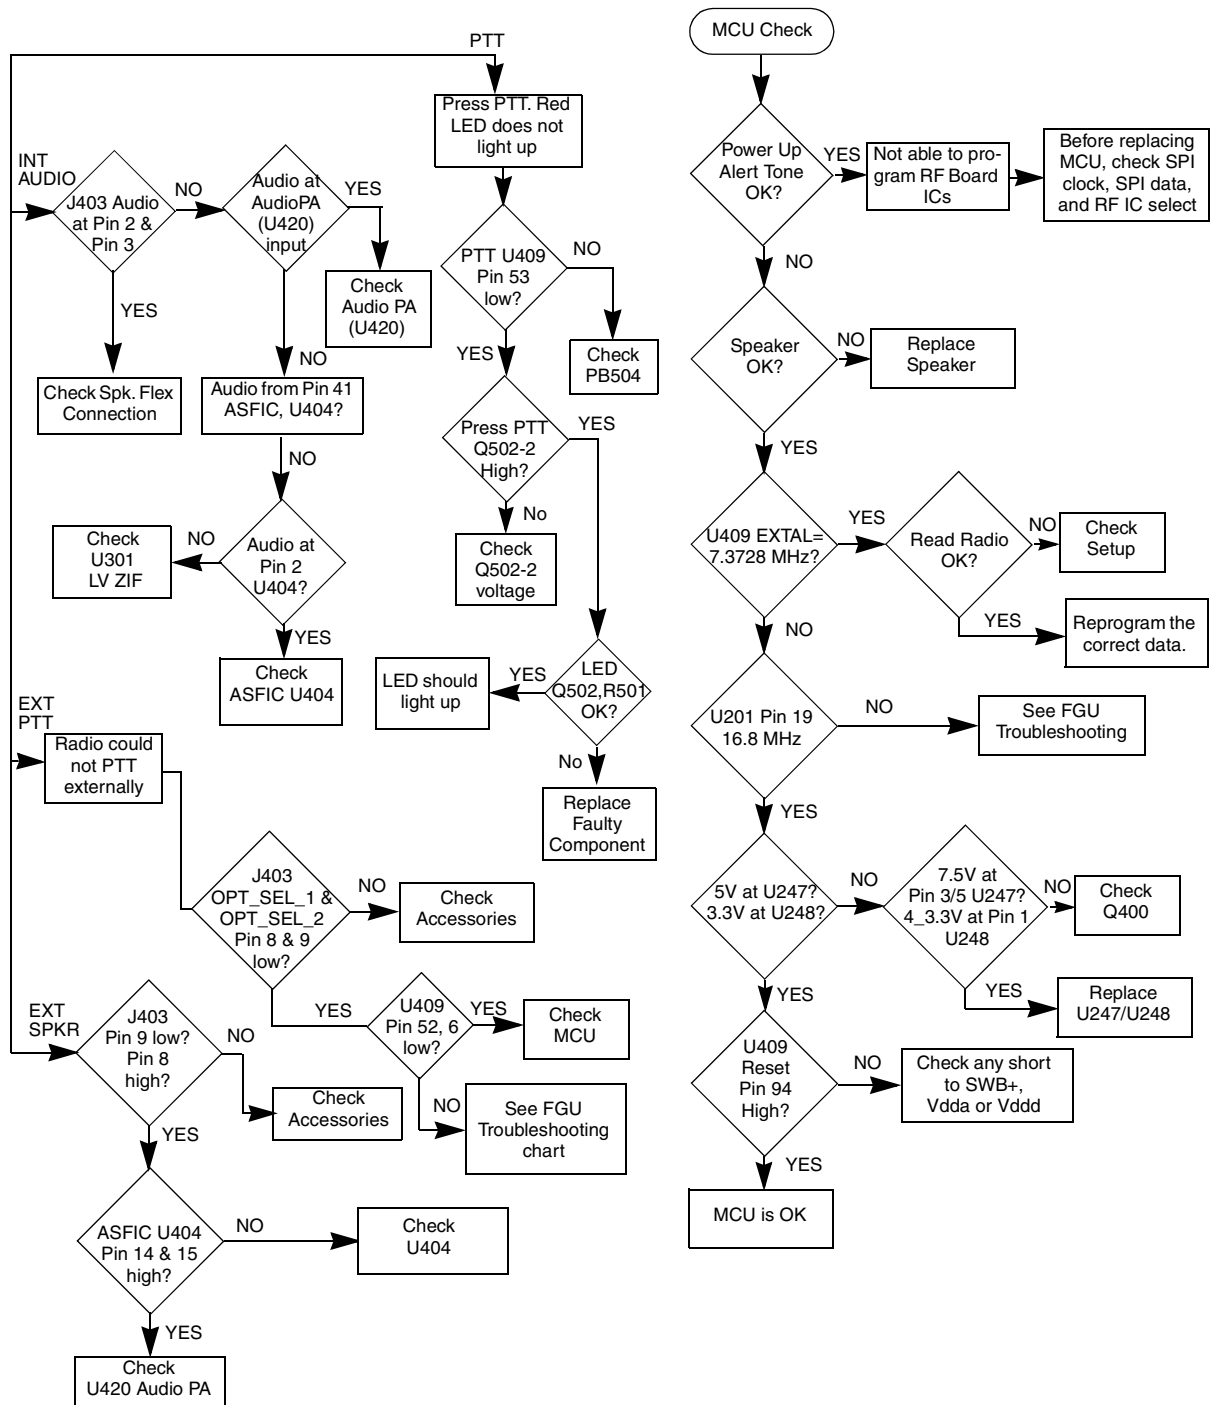 PTT
Press PTT. Red
LED does not
light up
INT
AUDIO
J403 Audio
at Pin 2 &
Pin 3
NO
Audio at
AudioPA
(U420)
input
YES
Check
Audio PA
(U420)
YES
Check Spk. Flex
Connection
NO
Audio from Pin 41
ASFIC, U404?
NO
Audio at
Pin 2
U404?
NO
Check
U301
LV ZIF
YES
Check
ASFIC U404
PTT U409
Pin 53
low?
NO
Check
PB504
YES
Press PTT
Q502-2
High?
YES
No
Check
Q502-2
voltage
LED
Q502,R501
OK?
YES
LED should
light up
No
Replace
Faulty
Component
EXT
PTT
Radio could
not PTT
externally
J403
OPT_SEL_1 &
OPT_SEL_2
Pin 8 & 9
low?
NO
Check
Accessories
YES
U409
Pin 52, 6
low?
YES
Check
MCU
NO
See FGU
Troubleshooting
chart
EXT
SPKR
J403
Pin 9 low?
Pin 8
high?
NO
Check
Accessories
YES
ASFIC U404
Pin 14 & 15
high?
NO
Check
U404
YES
Check
U420 Audio PA
MCU Check
Power Up
Alert Tone
OK?
YES
Not able to pro-
gram RF Board
ICs
Before replacing
MCU, check SPI
clock, SPI data,
and RF IC select
NO
Speaker
OK?
NO
Replace
Speaker
YES
U409 EXTAL=
7.3728 MHz?
YES
Read Radio
OK?
NO
Check
Setup
YES
Reprogram the
correct data.
NO
U201 Pin 19
16.8 MHz
NO
See FGU
Troubleshooting
YES
5V at U247?
3.3V at U248?
NO
7.5V at
Pin 3/5 U247?
4_3.3V at Pin 1
U248
NO
Check
Q400
YES
Replace
U247/U248
YES
U409
Reset
Pin 94
High?
NO
Check any short
to SWB+,
Vdda or Vddd
YES
MCU is OK